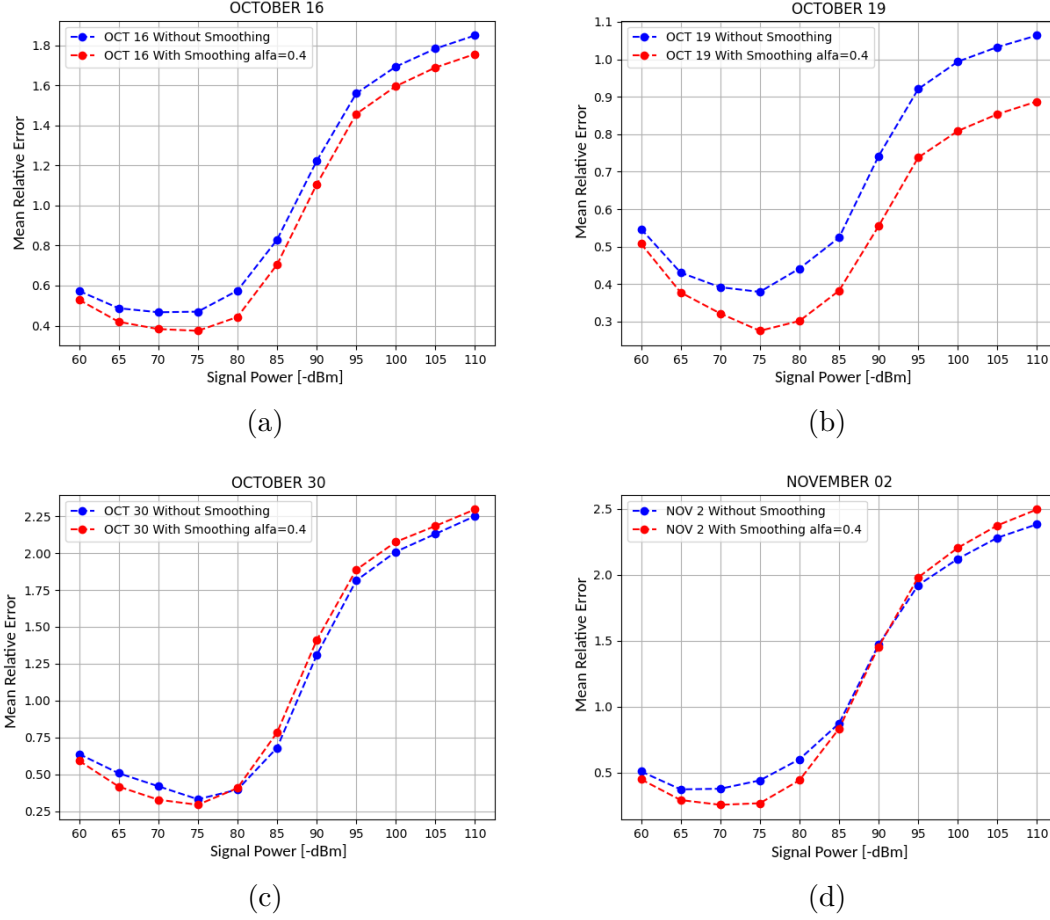 OCTOBER 16
OCT 16 Without Smoothing
OCT 16 With Smoothing alfa=0.4
Mean Relative Error
1.8
1.6
1.4
1.2
1.0
0.8
0.6
0.4
60 65 70 75 80 85 90 95 100 105 110
Signal Power [-dBm]
(a)
OCTOBER 19
OCT 19 Without Smoothing
OCT 19 With Smoothing alfa=0.4
Mean Relative Error
1.1
1.0
0.9
0.8
0.7
0.6
0.5
0.4
0.3
60 65 70 75 80 85 90 95 100 105 110
Signal Power [-dBm]
(b)
OCTOBER 30
OCT 30 Without Smoothing
OCT 30 With Smoothing alfa=0.4
Mean Relative Error
2.25
2.00
1.75
1.50
1.25
1.00
0.75
0.50
0.25
60 65 70 75 80 85 90 95 100 105 110
Signal Power [-dBm]
(c)
NOVEMBER 02
NOV 2 Without Smoothing
NOV 2 With Smoothing alfa=0.4
Mean Relative Error
2.5
2.0
1.5
1.0
0.5
60 65 70 75 80 85 90 95 100 105 110
Signal Power [-dBm]
(d)